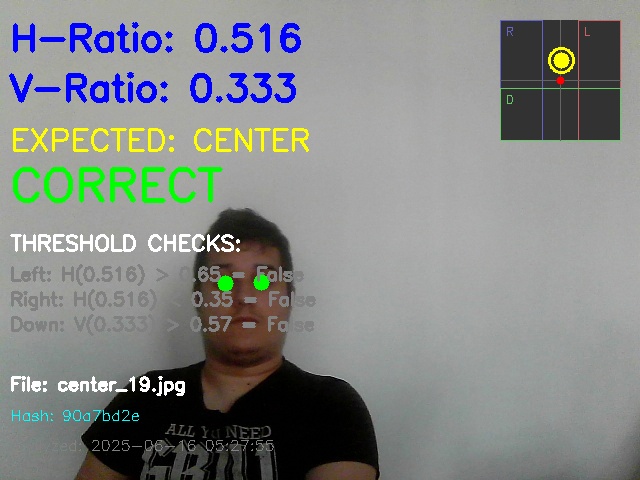 H-Ratio: 0.516
V-Ratio: 0.333
EXPECTED: CENTER
CORRECT
THRESHOLD CHECKS:
Left: H(0.516) > 0.65 = False
Right: H(0.516) < 0.35 = False
Down: V(0.333) > 0.57 = False
File: center_19.jpg
Hash: 90a7bd2e
2025-06-16 05:27:55
ALL YOU NEED
R
L
D